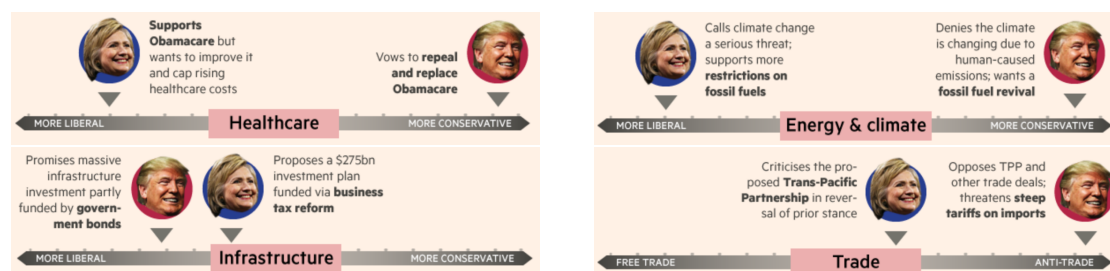 Supports
Obamacare but
wants to improve it
and cap rising
healthcare costs
Vows to repeal
and replace
Obamacare
MORE LIBERAL
Healthcare
MORE CONSERVATIVE
Calls climate change
a serious threat;
supports more
restrictions on
fossil fuels
Denies the climate
is changing due to
human-caused
emissions; wants a
fossil fuel revival
MORE LIBERAL
Energy & climate
MORE CONSERVATIVE
Promises massive
infrastructure
investment partly
funded by govern-
ment bonds
Proposes a $275bn
investment plan
funded via business
tax reform
MORE LIBERAL
Infrastructure
MORE CONSERVATIVE
Criticises the pro-
posed Trans-Pacific
Partnership in rever-
sal of prior stance
Opposes TPP and
other trade deals;
threatens steep
tariffs on imports
FREE TRADE
Trade
ANTI-TRADE